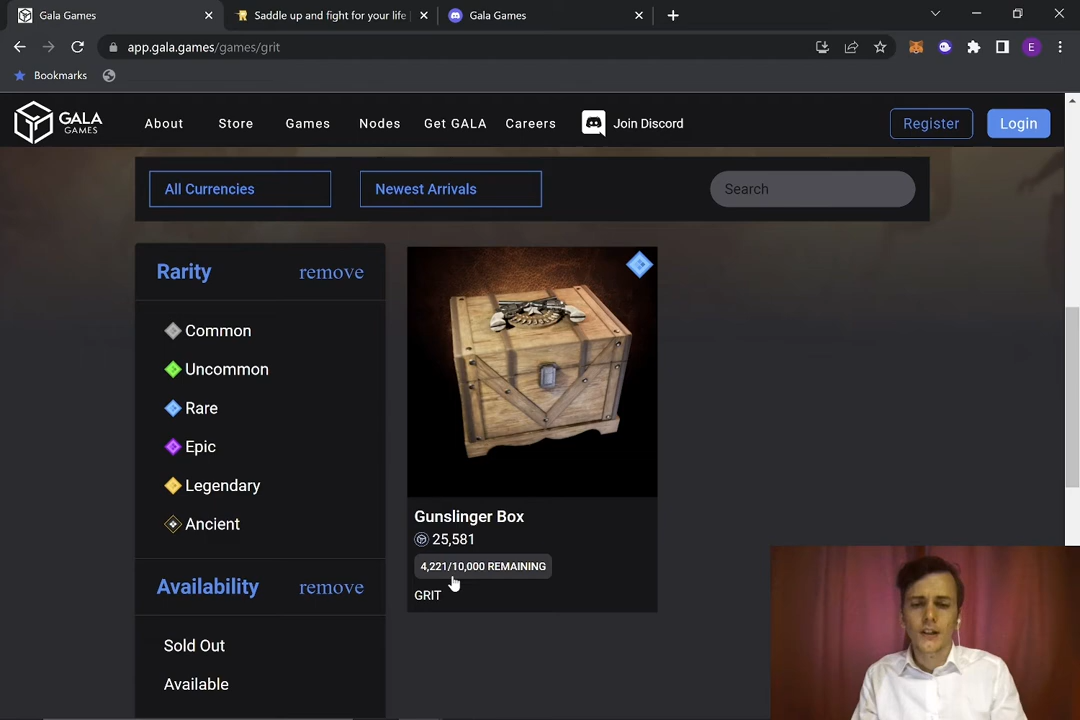 Gala Games
Saddle up and fight for your life
Gala Games
app.gala.games/games/grit
E
Bookmarks
GALA
GAMES
About
Store
Games
Nodes
Get GALA
Careers
Join Discord
Register
Login
All Currencies
Newest Arrivals
Search
Rarity
remove
Common
Uncommon
Rare
Epic
Legendary
Ancient
Availability
remove
Sold Out
Available
Gunslinger Box
25,581
4,221/10,000 REMAINING
GRIT